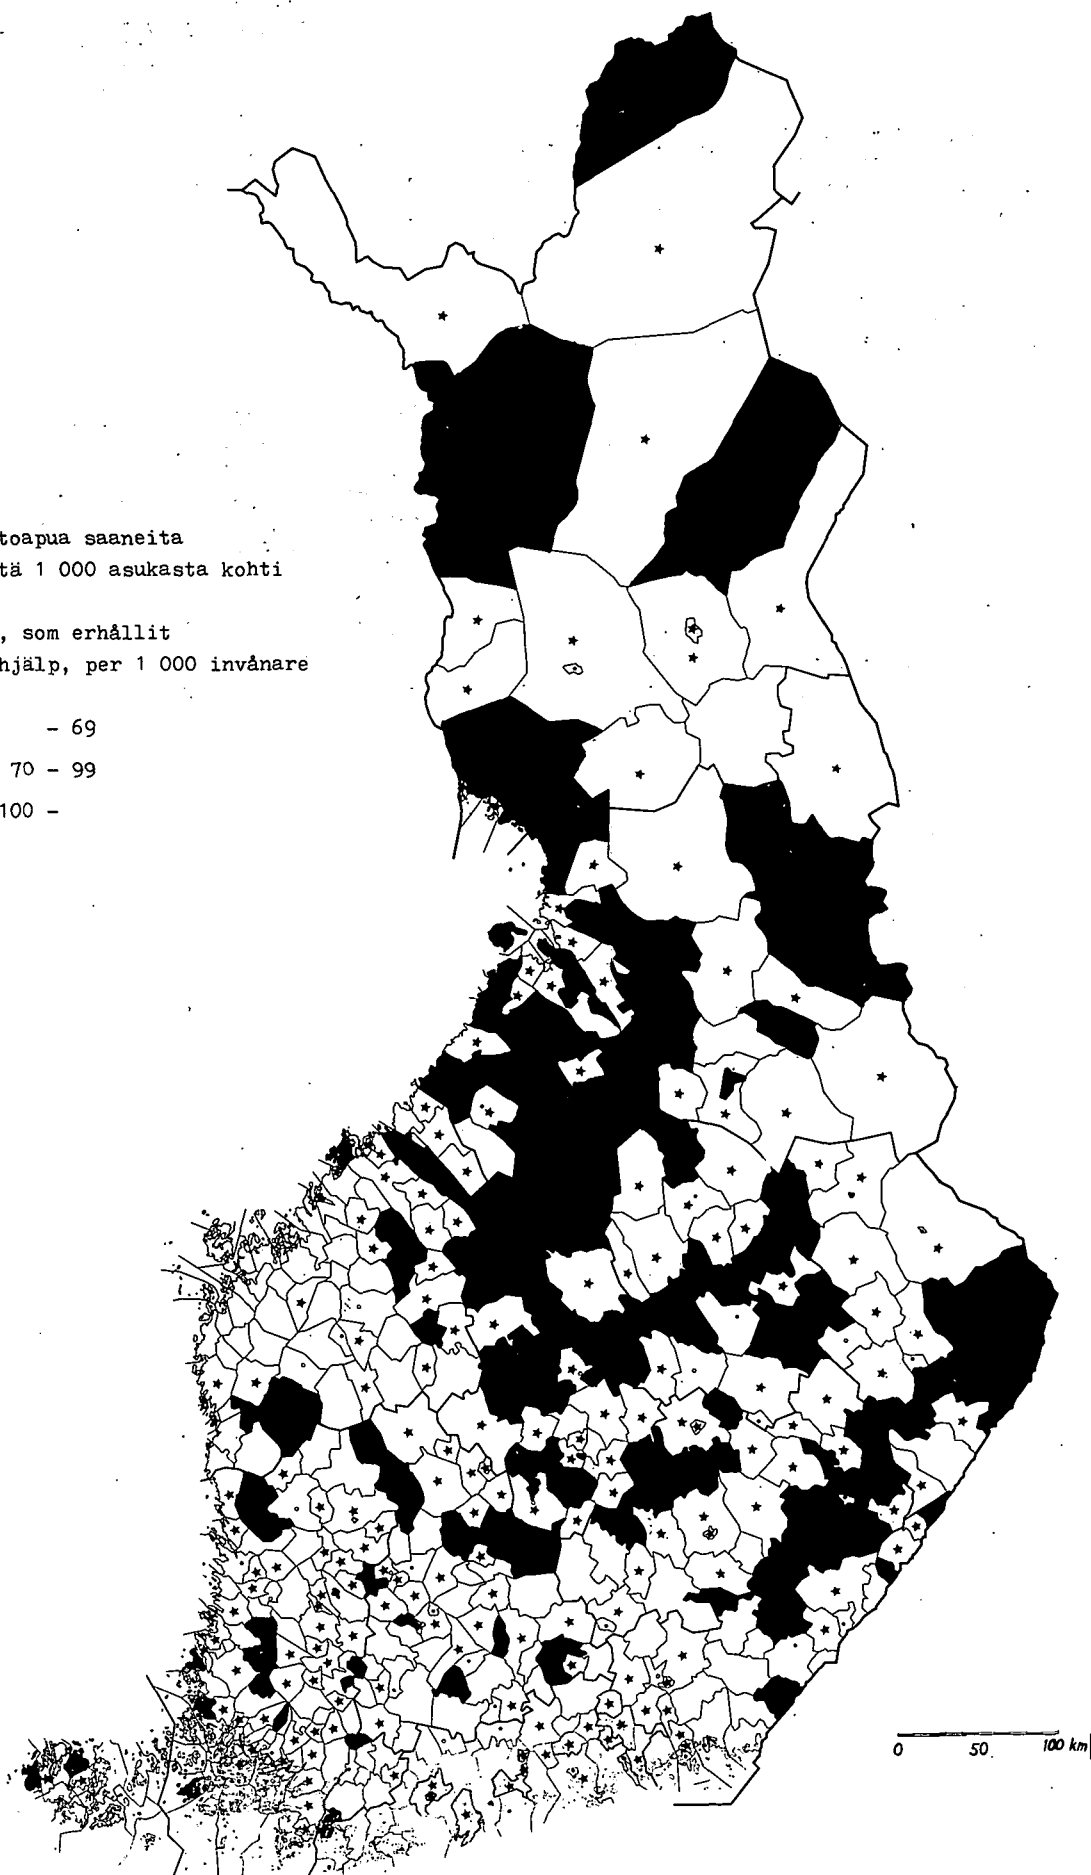 toapua saaneita
tä 1 000 asukasta kohti
, som erhållit
hjälp, per 1 000 invånare
- 69
70 - 99
100 -
0 50 100 km